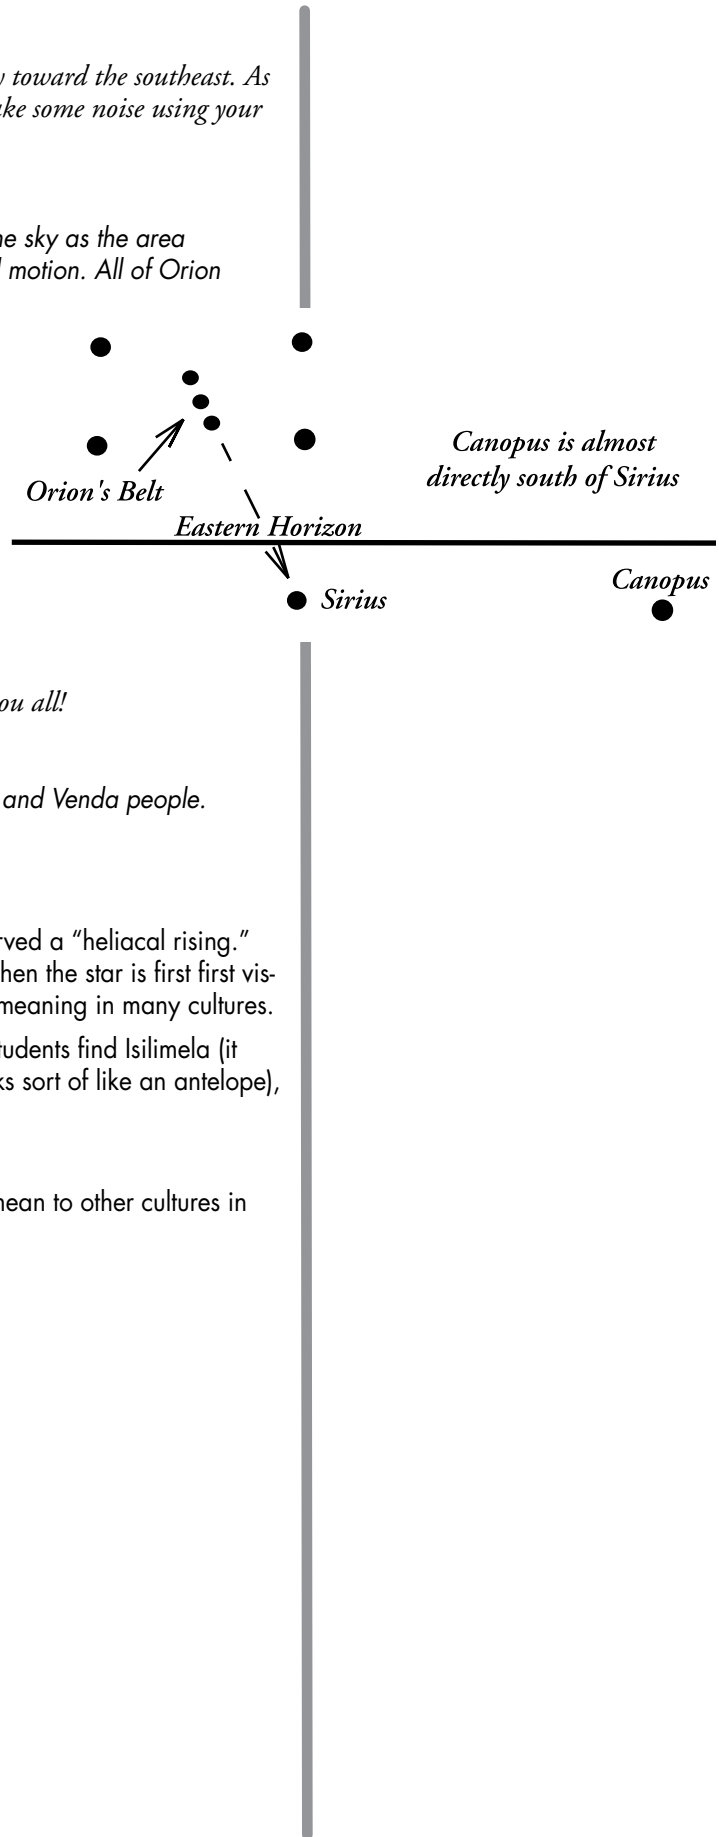 toward the southeast. As
ke some noise using your
sky as the area
motion. All of Orion
Canopus is almost
directly south of Sirius
Orion's Belt
Eastern Horizon
Canopus
Sirius
ou all!
and Venda people.
rved a “heliacal rising.”
hen the star is first first vis-
meaning in many cultures.
tudents find Isilimela (it
ks sort of like an antelope),
mean to other cultures in